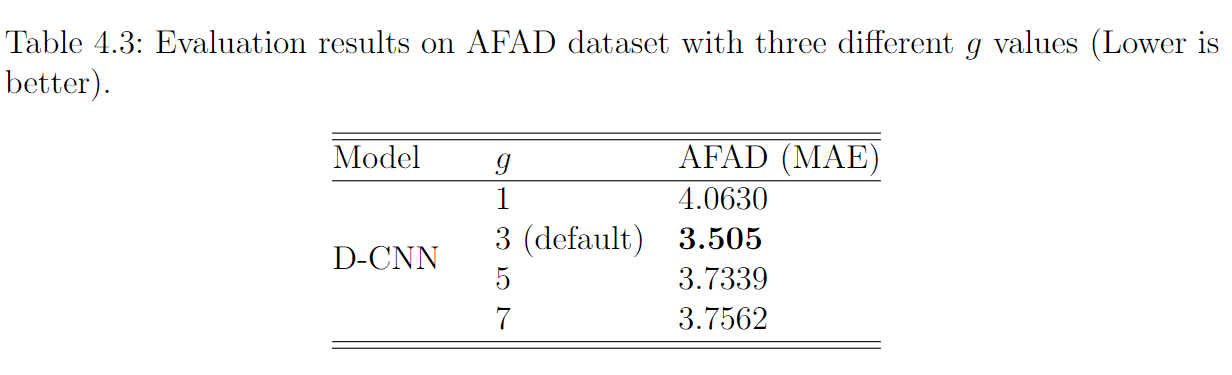 Table 4.3: Evaluation results on AFAD dataset with three different g values (Lower is
better).
Model g AFAD (MAE)
1 4.0630
3 (default) 3.505
D-CNN
5 3.7339
7 3.7562